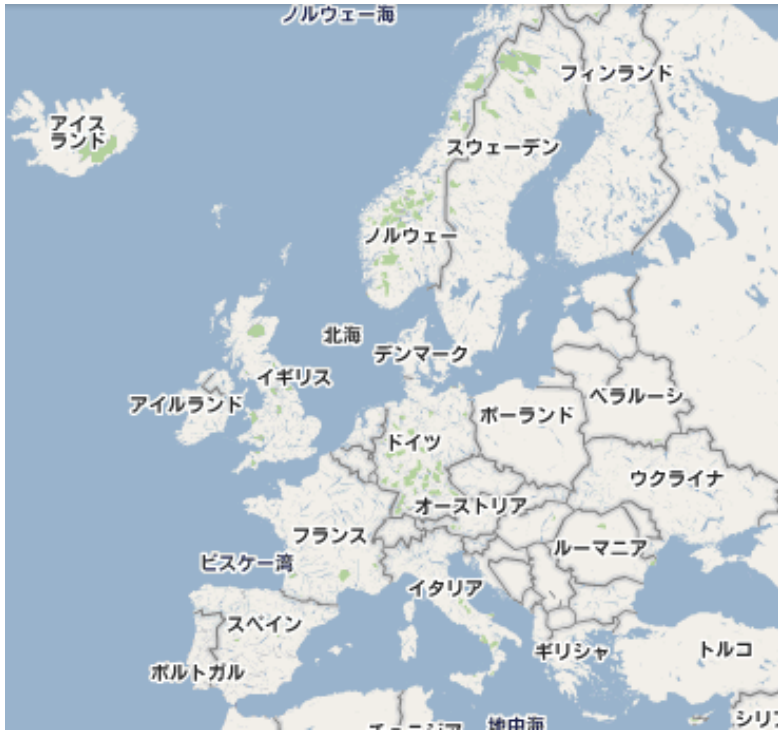 ノルウェー海
フィンランド
アイス
ランド
スウェーデン
ノルウェー
北海
デンマーク
イギリス
アイルランド
ベラルーシ
ポーランド
ドイツ
ウクライナ
オーストリア
フランス
ルーマニア
ビスケー湾
イタリア
スペイン
ギリシャ
トルコ
ポルトガル
チュニジア
地中海
シリア